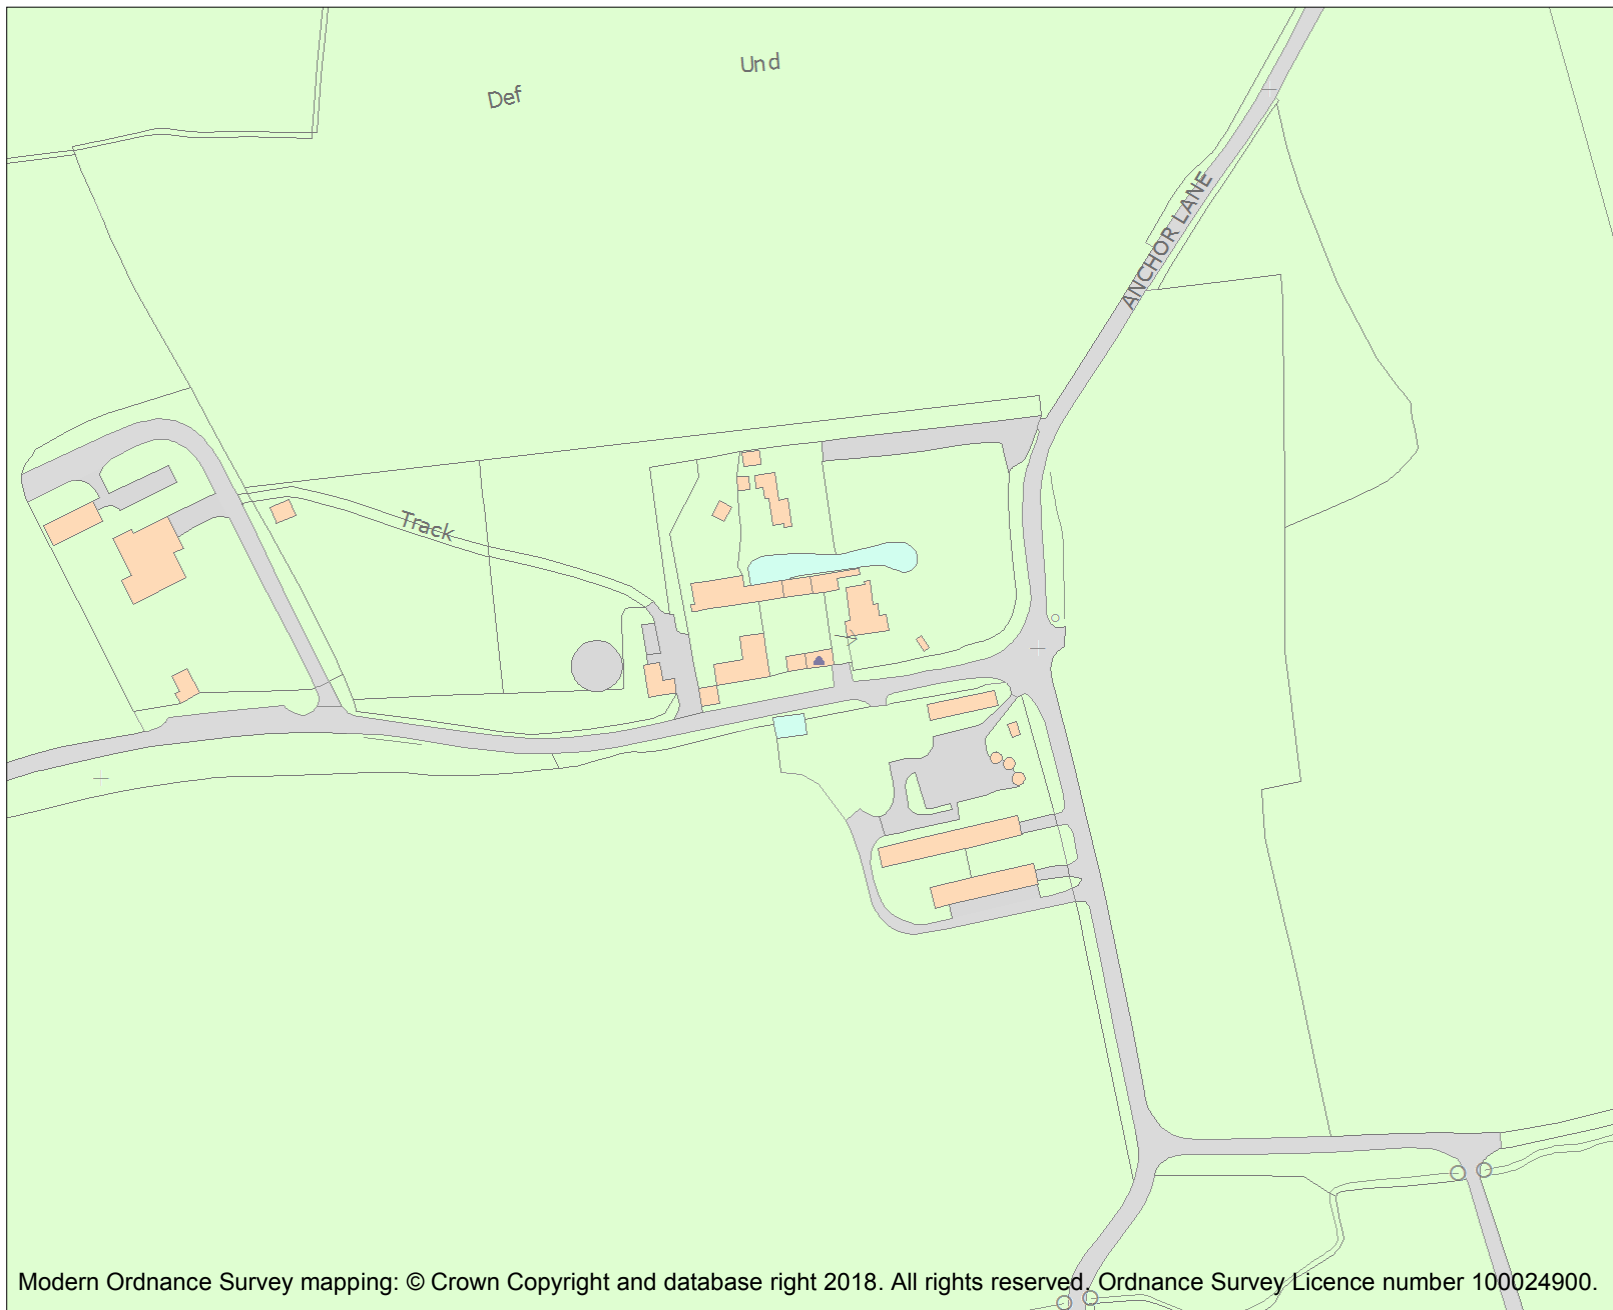 Und
Def
ANCHOR LANE
Track
Modern Ordnance Survey mapping: © Crown Copyright and database right 2018. All rights reserved. Ordnance Survey Licence number 100024900.